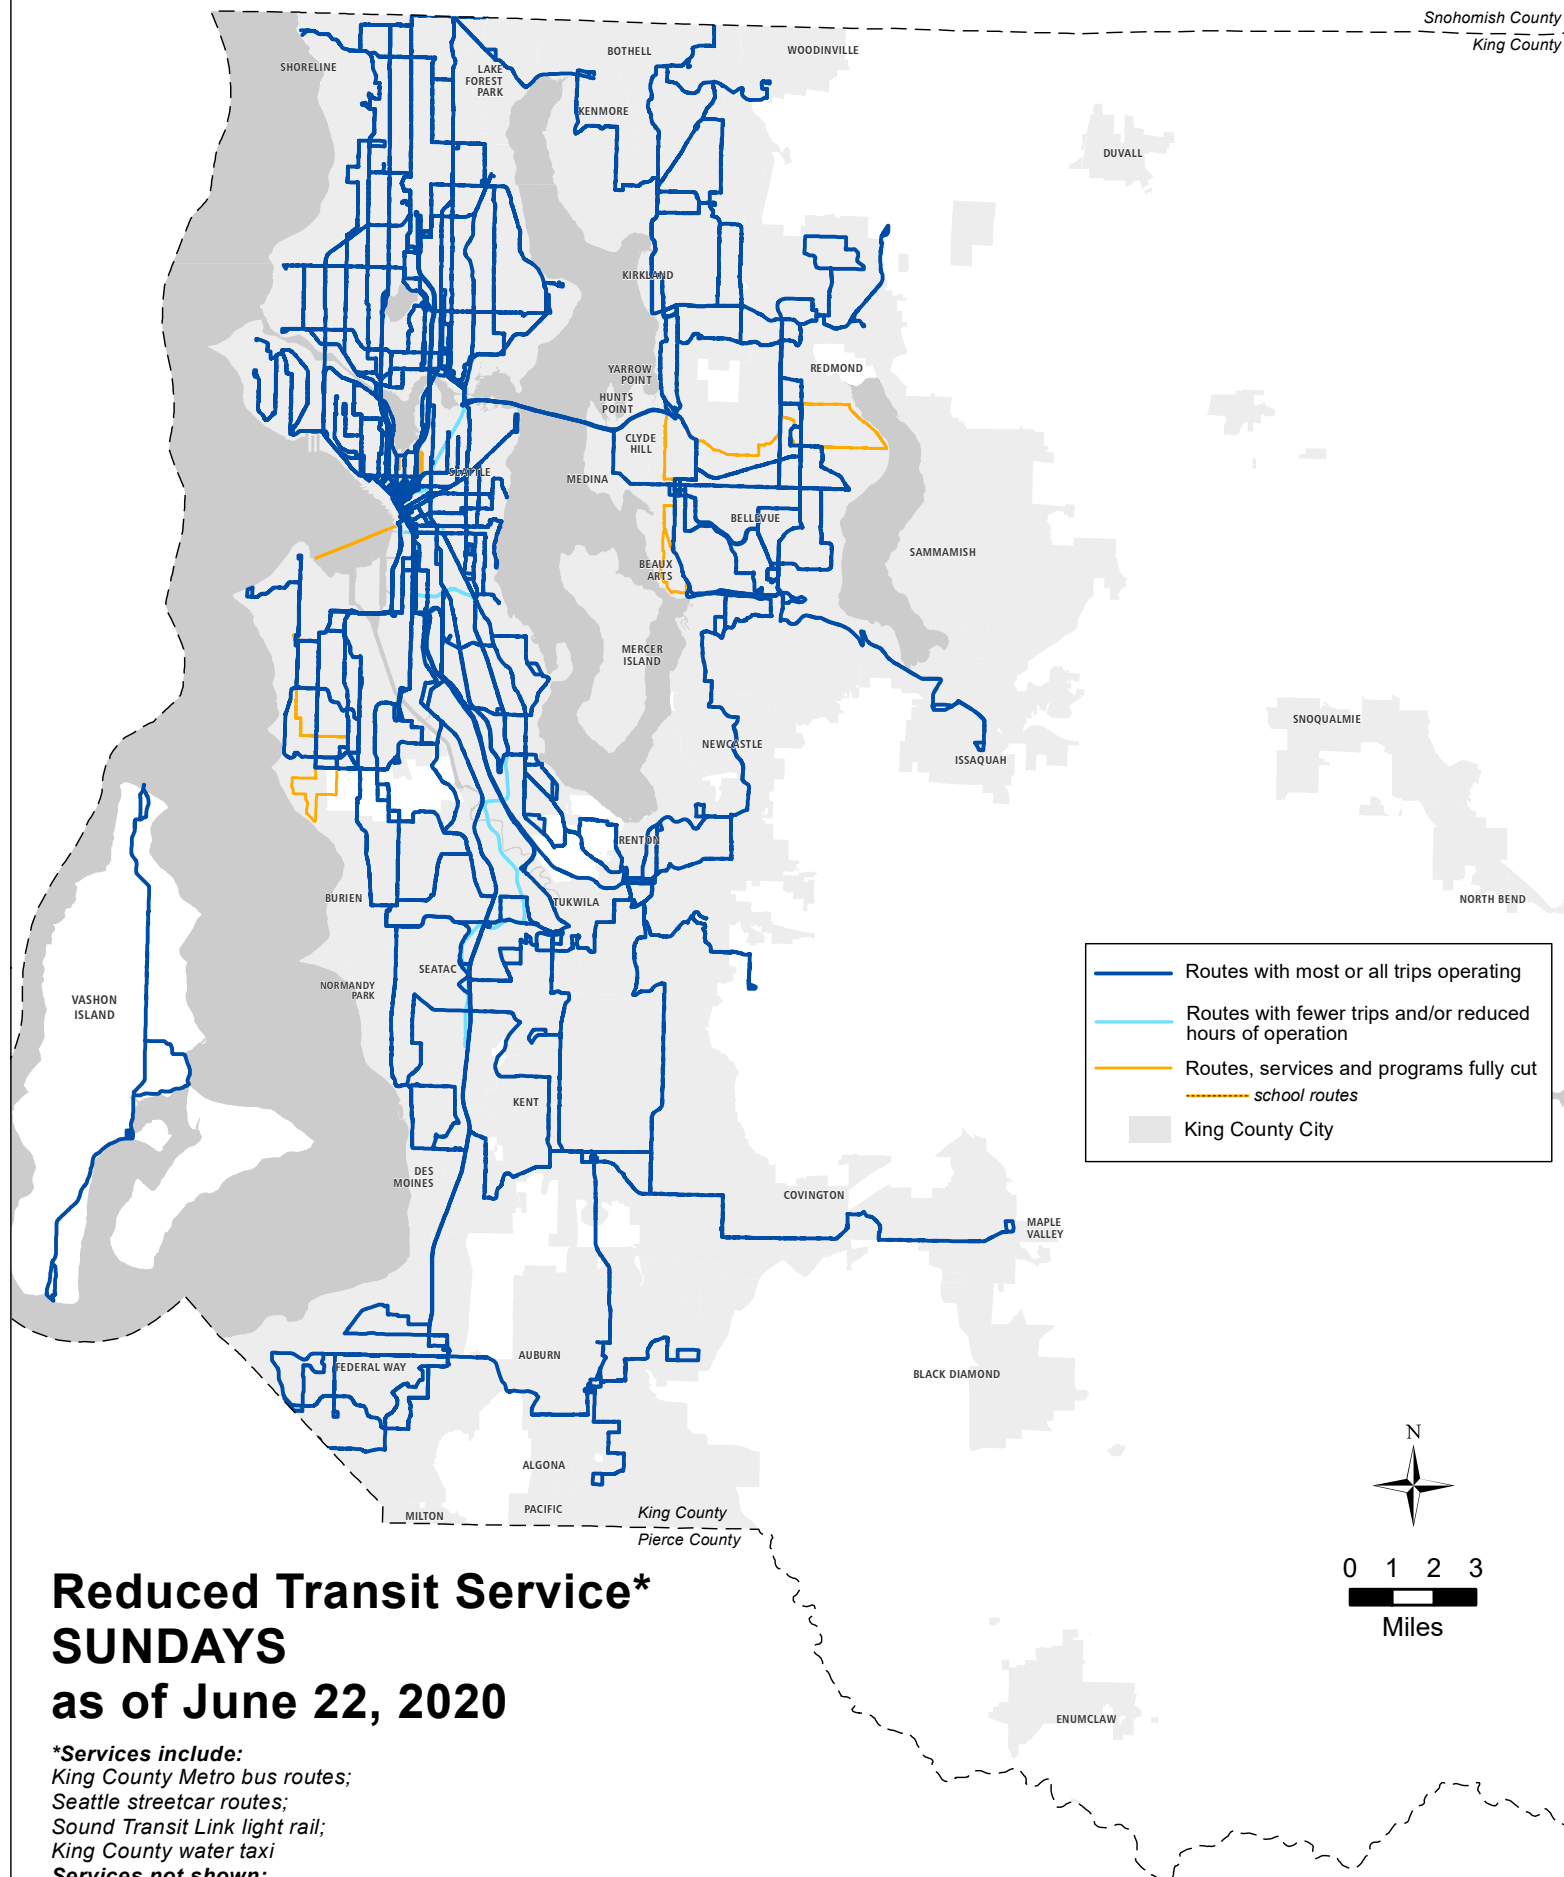 Snohomish County
King County
SHORELINE
LAKE
FOREST
PARK
BOTHELL
WOODINVILLE
KENMORE
DUVALL
KIRKLAND
YARROW
POINT
HUNTS
POINT
REDMOND
CLYDE
HILL
SEATTLE
MEDINA
BELLEVUE
SAMMAMISH
BEAUX
ARTS
MERCER
ISLAND
NEWCASTLE
ISSAQUAH
SNOQUALMIE
RENTON
NORTH BEND
BURIEN
TUKWILA
SEATAC
NORMANDY
PARK
VASHON
ISLAND
Routes with most or all trips operating
Routes with fewer trips and/or reduced
hours of operation
Routes, services and programs fully cut
school routes
King County City
KENT
DES
MOINES
COVINGTON
MAPLE
VALLEY
AUBURN
FEDERAL WAY
BLACK DIAMOND
ALGONA
PACIFIC
MILTON
King County
Pierce County
N
0 1 2 3
Miles
Reduced Transit Service*
SUNDAYS
as of June 22, 2020
ENUMCLAW
*Services include:
King County Metro bus routes;
Seattle streetcar routes;
Sound Transit Link light rail;
King County water taxi
Services not shown: